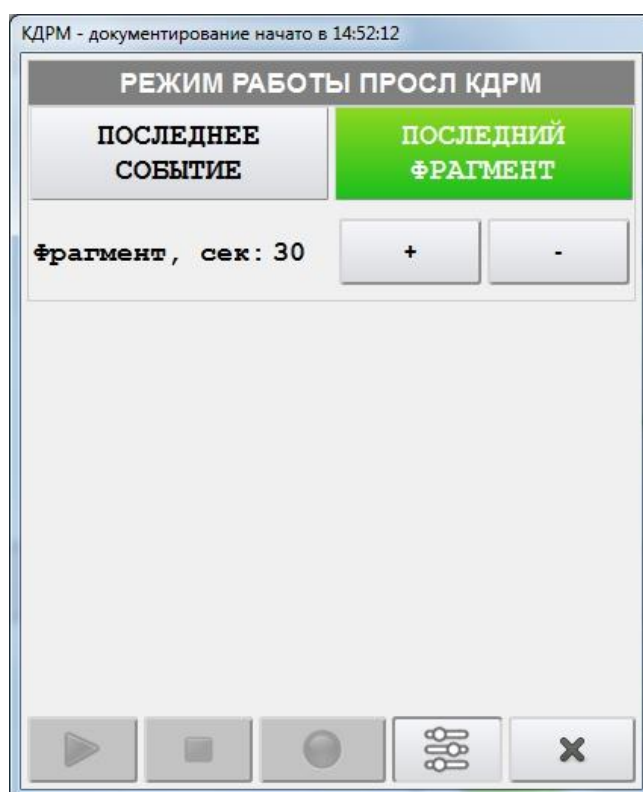 КДРМ - документирование начато в 14:52:12
РЕЖИМ РАБОТЫ ПРОСЛ КДРМ
ПОСЛЕДНЕЕ
СОБЫТИЕ
ПОСЛЕДНИЙ
ФРАГМЕНТ
Фрагмент, сек: 30
+
-